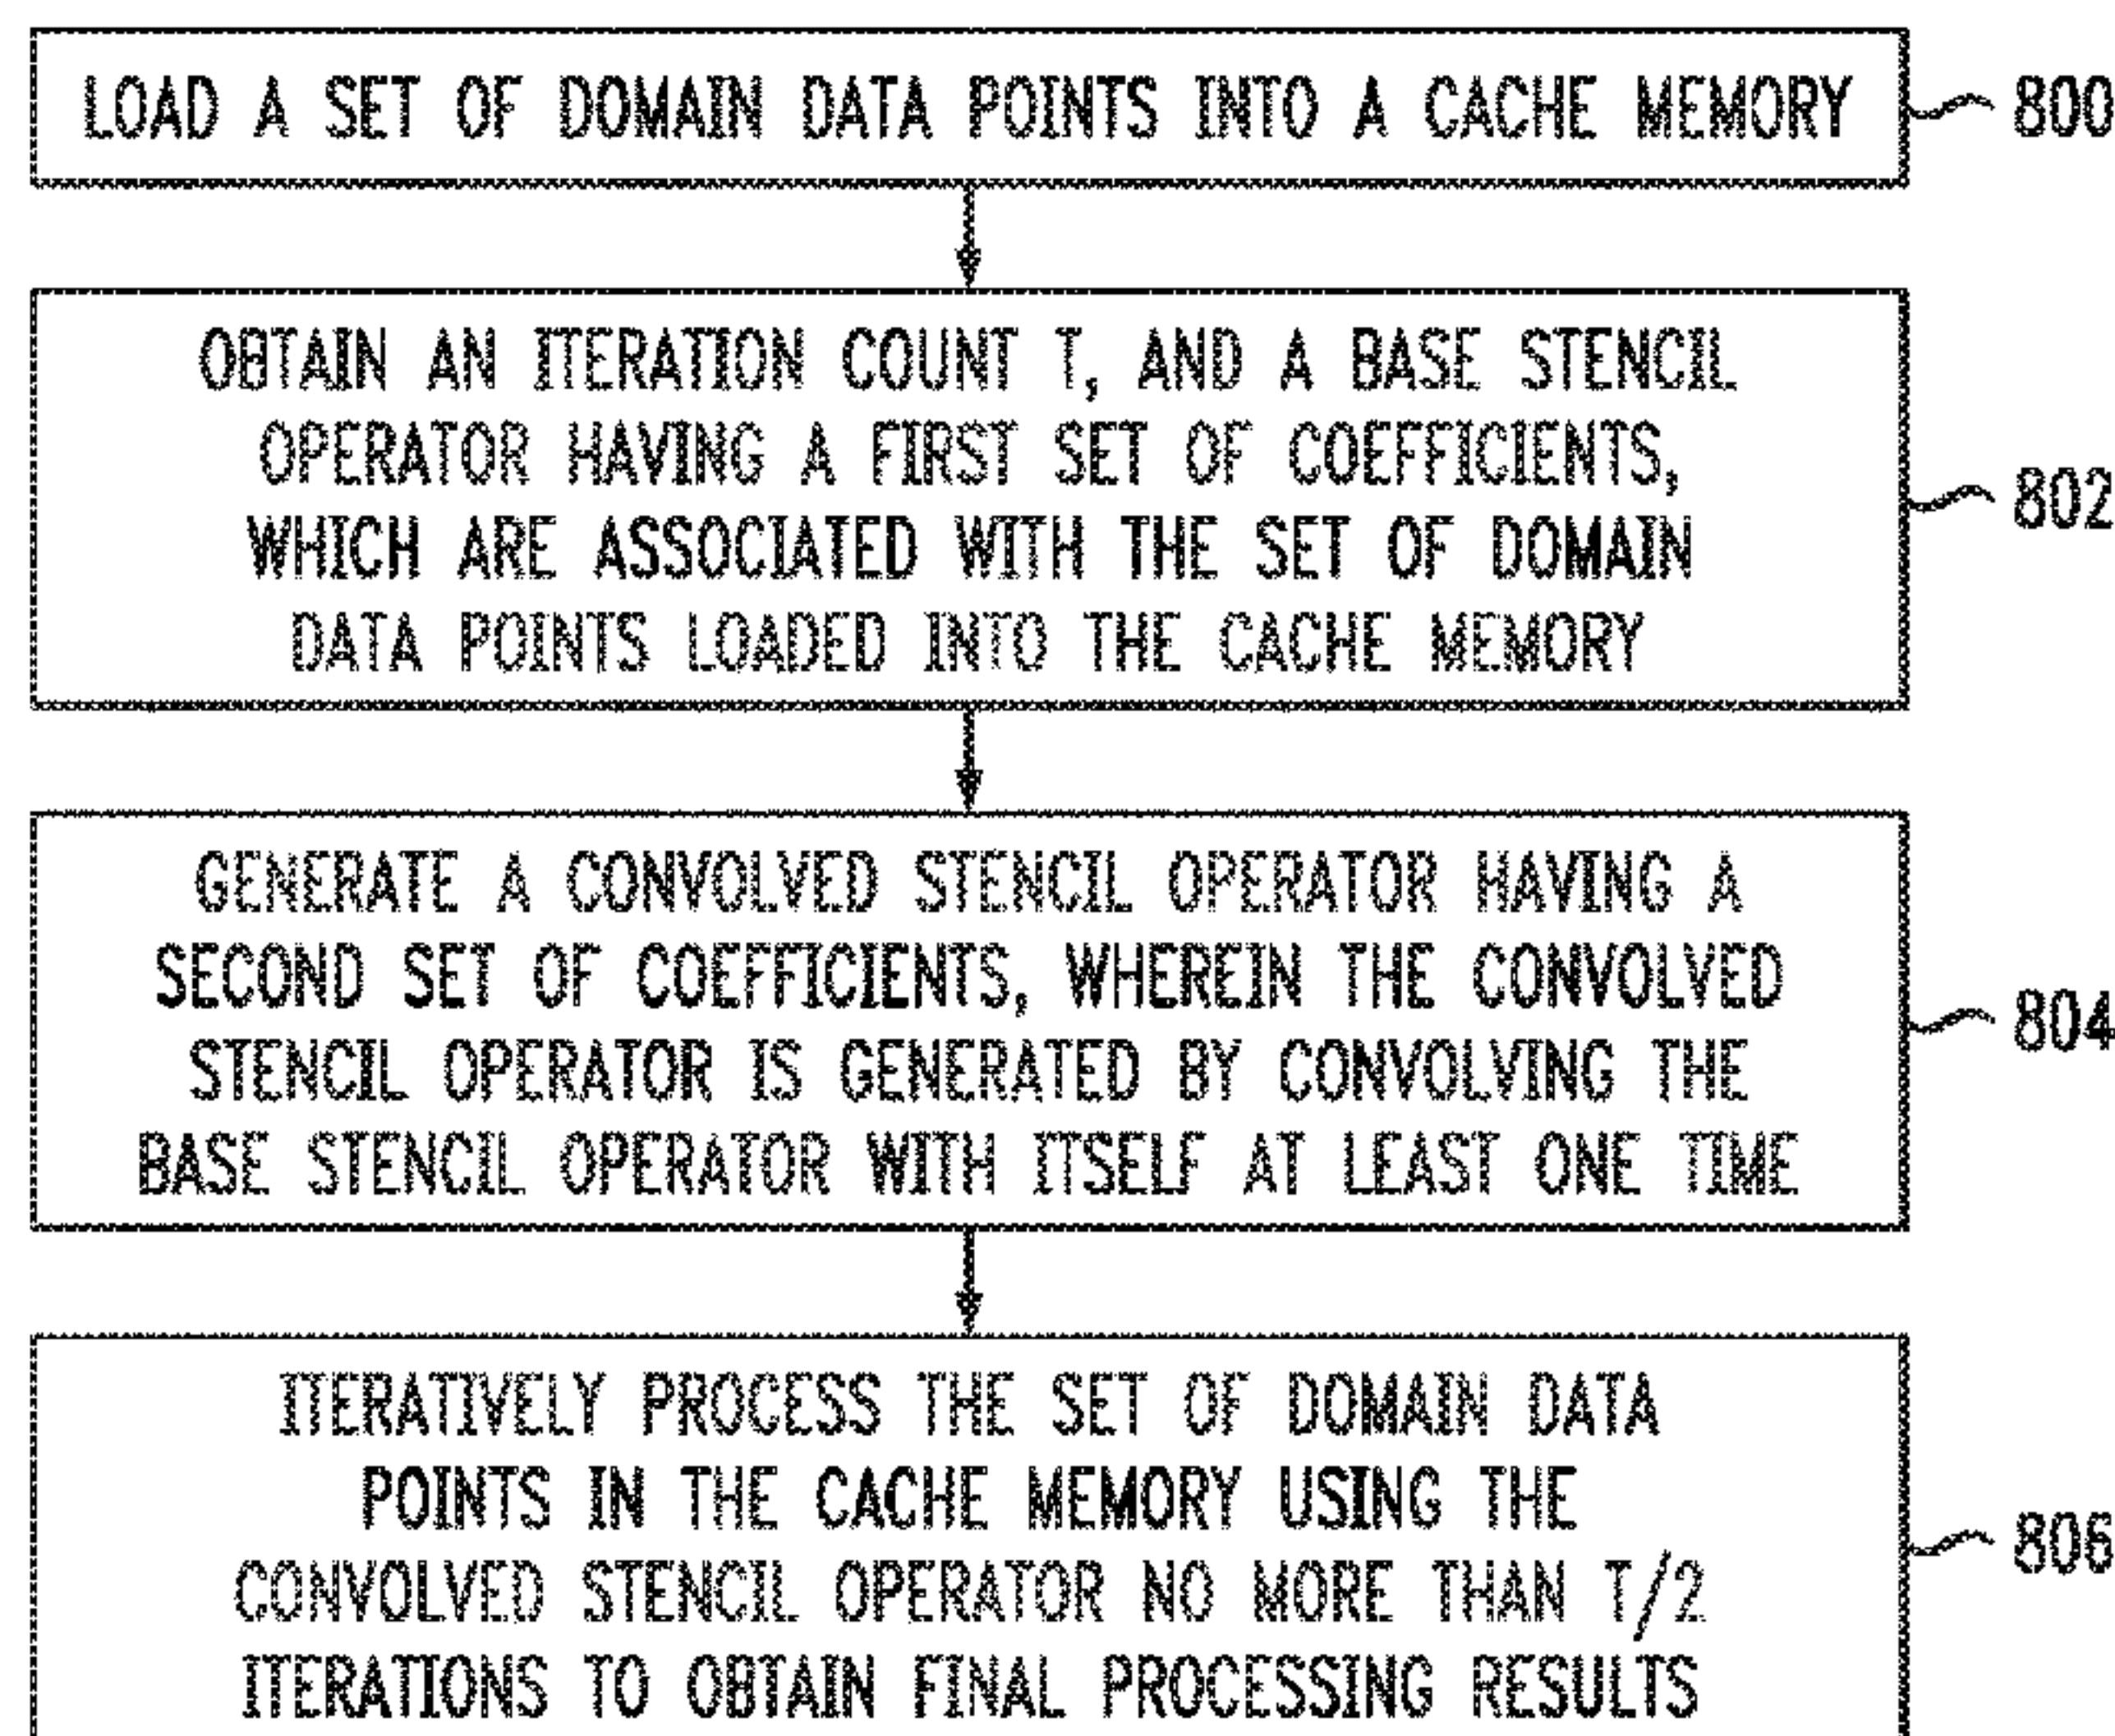 LOAD A SET OF DOMAIN DATA POINTS INTO A CACHE MEMORY
800
OBTAIN AN ITERATION COUNT T, AND A BASE STENCIL
OPERATOR HAVING A FIRST SET OF COEFFICIENTS,
WHICH ARE ASSOCIATED WITH THE SET OF DOMAIN
DATA POINTS LOADED INTO THE CACHE MEMORY
802
GENERATE A CONVOLVED STENCIL OPERATOR HAVING A
SECOND SET OF COEFFICIENTS, WHEREIN THE CONVOLVED
STENCIL OPERATOR IS GENERATED BY CONVOLVING THE
BASE STENCIL OPERATOR WITH ITSELF AT LEAST ONE TIME
804
ITERATIVELY PROCESS THE SET OF DOMAIN DATA
POINTS IN THE CACHE MEMORY USING THE
CONVOLVED STENCIL OPERATOR NO MORE THAN T/2
ITERATIONS TO OBTAIN FINAL PROCESSING RESULTS
806